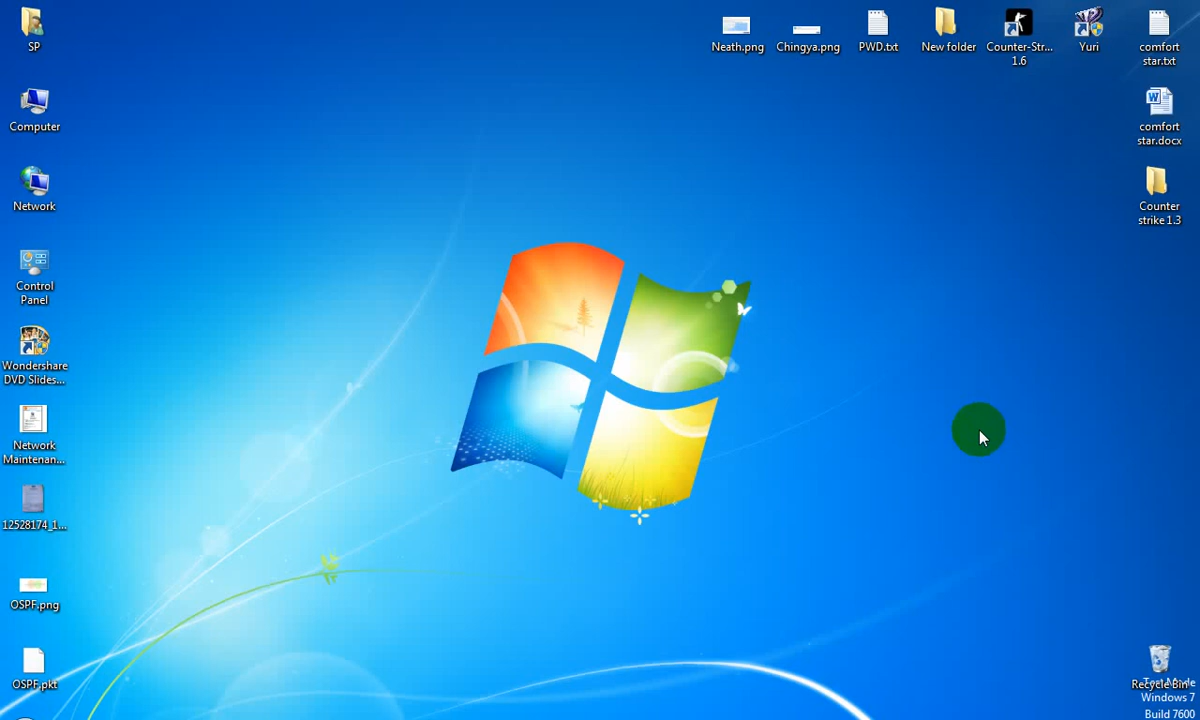 SP
Computer
Network
Control
Panel
Wondershare
DVD Slides...
Network
Maintenan...
12528174_1...
OSPF.png
OSPF.pkt
Neath.png
Chingya.png
PWD.txt
New folder
Counter-Str...
1.6
Yuri
comfort
star.txt
comfort
star.docx
Counter
strike 1.3
Recycle Bin
Test Mode
Windows 7
Build 7600